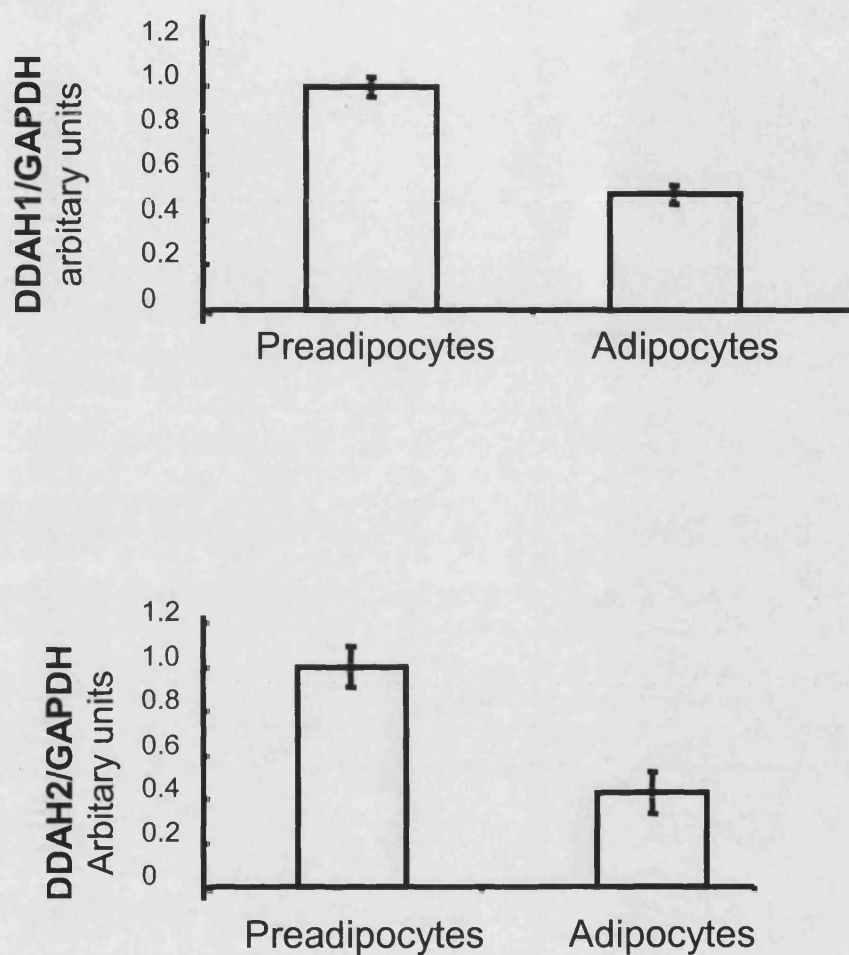 DDAH1/GAPDH
arbitary units
1.2
1.0
0.8
0.6
0.4
0.2
0
Preadipocytes Adipocytes
DDAH2/GAPDH
Arbitary units
1.2
1.0
0.8
0.6
0.4
0.2
0
Preadipocytes Adipocytes